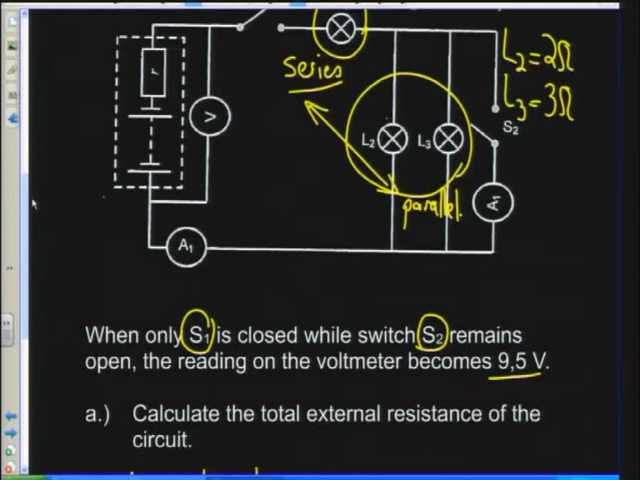 L2=2Ω
Series
L3=3Ω
r
V
S2
L2
L3
A1
parallel.
A1
When only S1 is closed while switch S2 remains
open, the reading on the voltmeter becomes 9,5 V.
a.) Calculate the total external resistance of the
circuit.